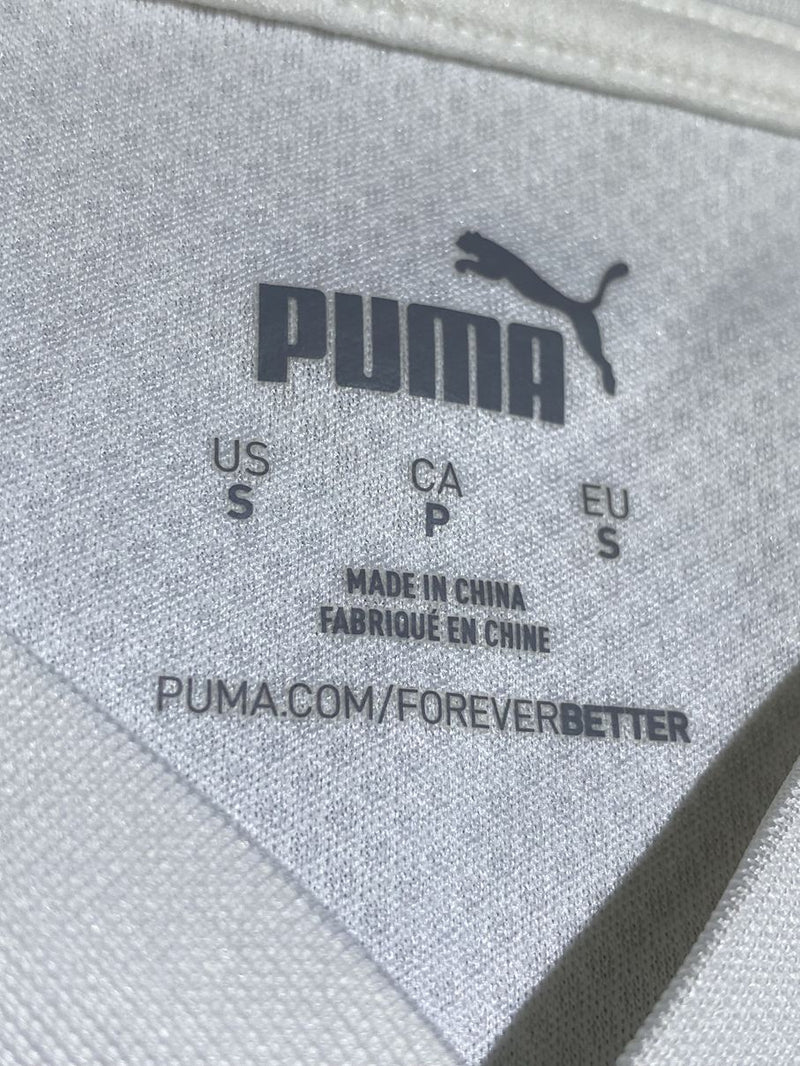 PUMA
US CA EU
S P S
MADE IN CHINA
FABRIQUÉ EN CHINE
PUMA.COM/FOREVERBETTER